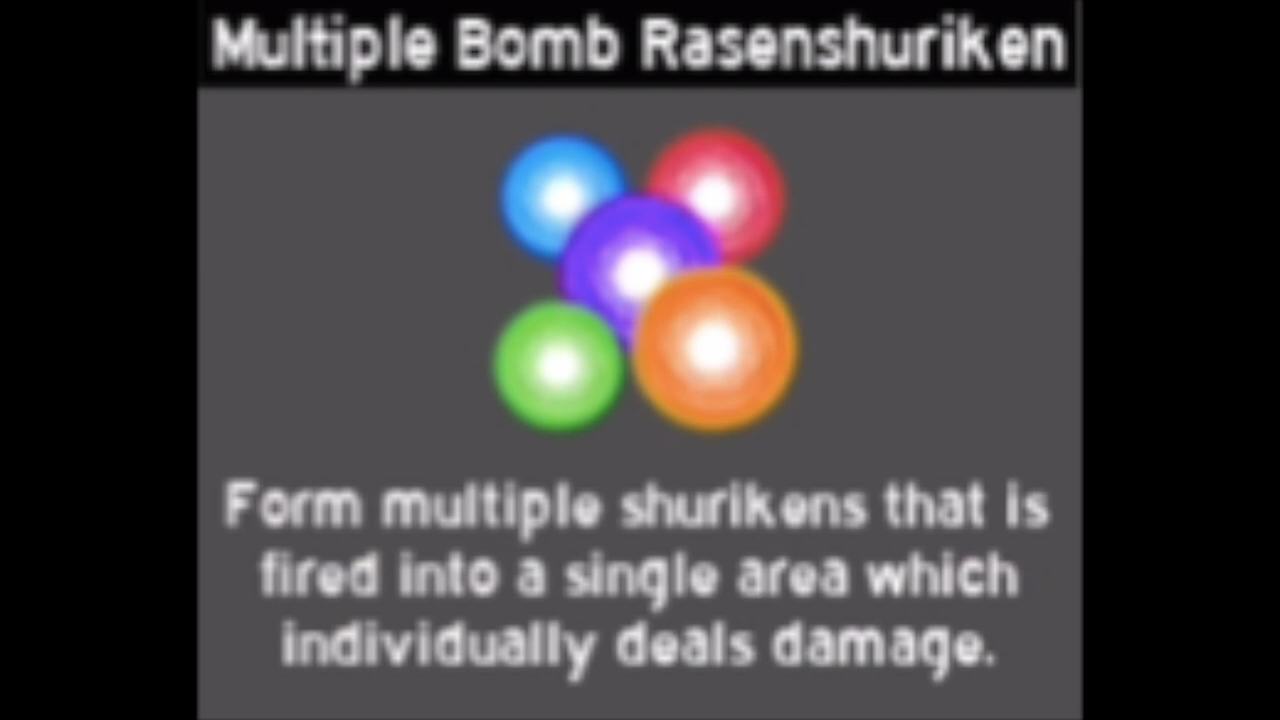 Multiple Bomb Rasenshuriken
Form multiple shurikens that is
fired into a single area which
individually deals damage.